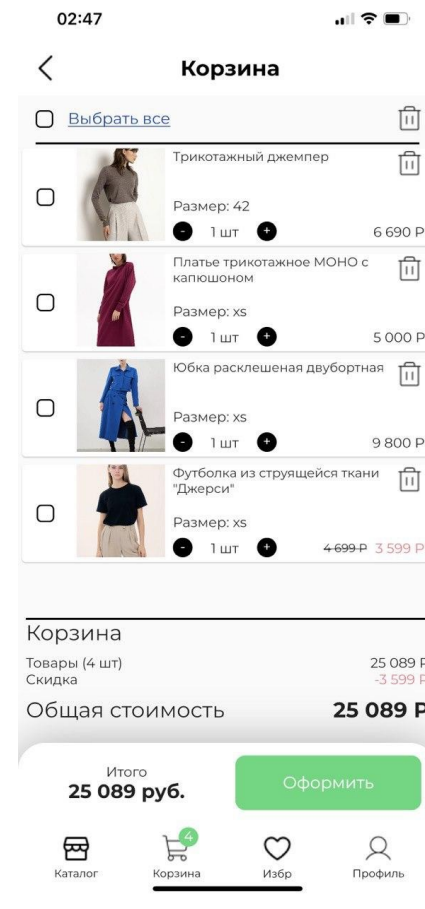 02:47
Корзина
Выбрать все
Трикотажный джемпер
Размер: 42
- 1 шт + 6 690 Р
Платье трикотажное МОНО с
капюшоном
Размер: xs
- 1 шт + 5 000 Р
Юбка расклешеная двубортная
Размер: xs
- 1 шт + 9 800 Р
Футболка из струящейся ткани
"Джерси"
Размер: xs
- 1 шт + 4 699 Р 3 599 Р
Корзина
Товары (4 шт) 25 089 Р
Скидка -3 599 Р
Общая стоимость 25 089 Р
Итого
25 089 руб.
Оформить
4
Каталог Корзина Избр Профиль